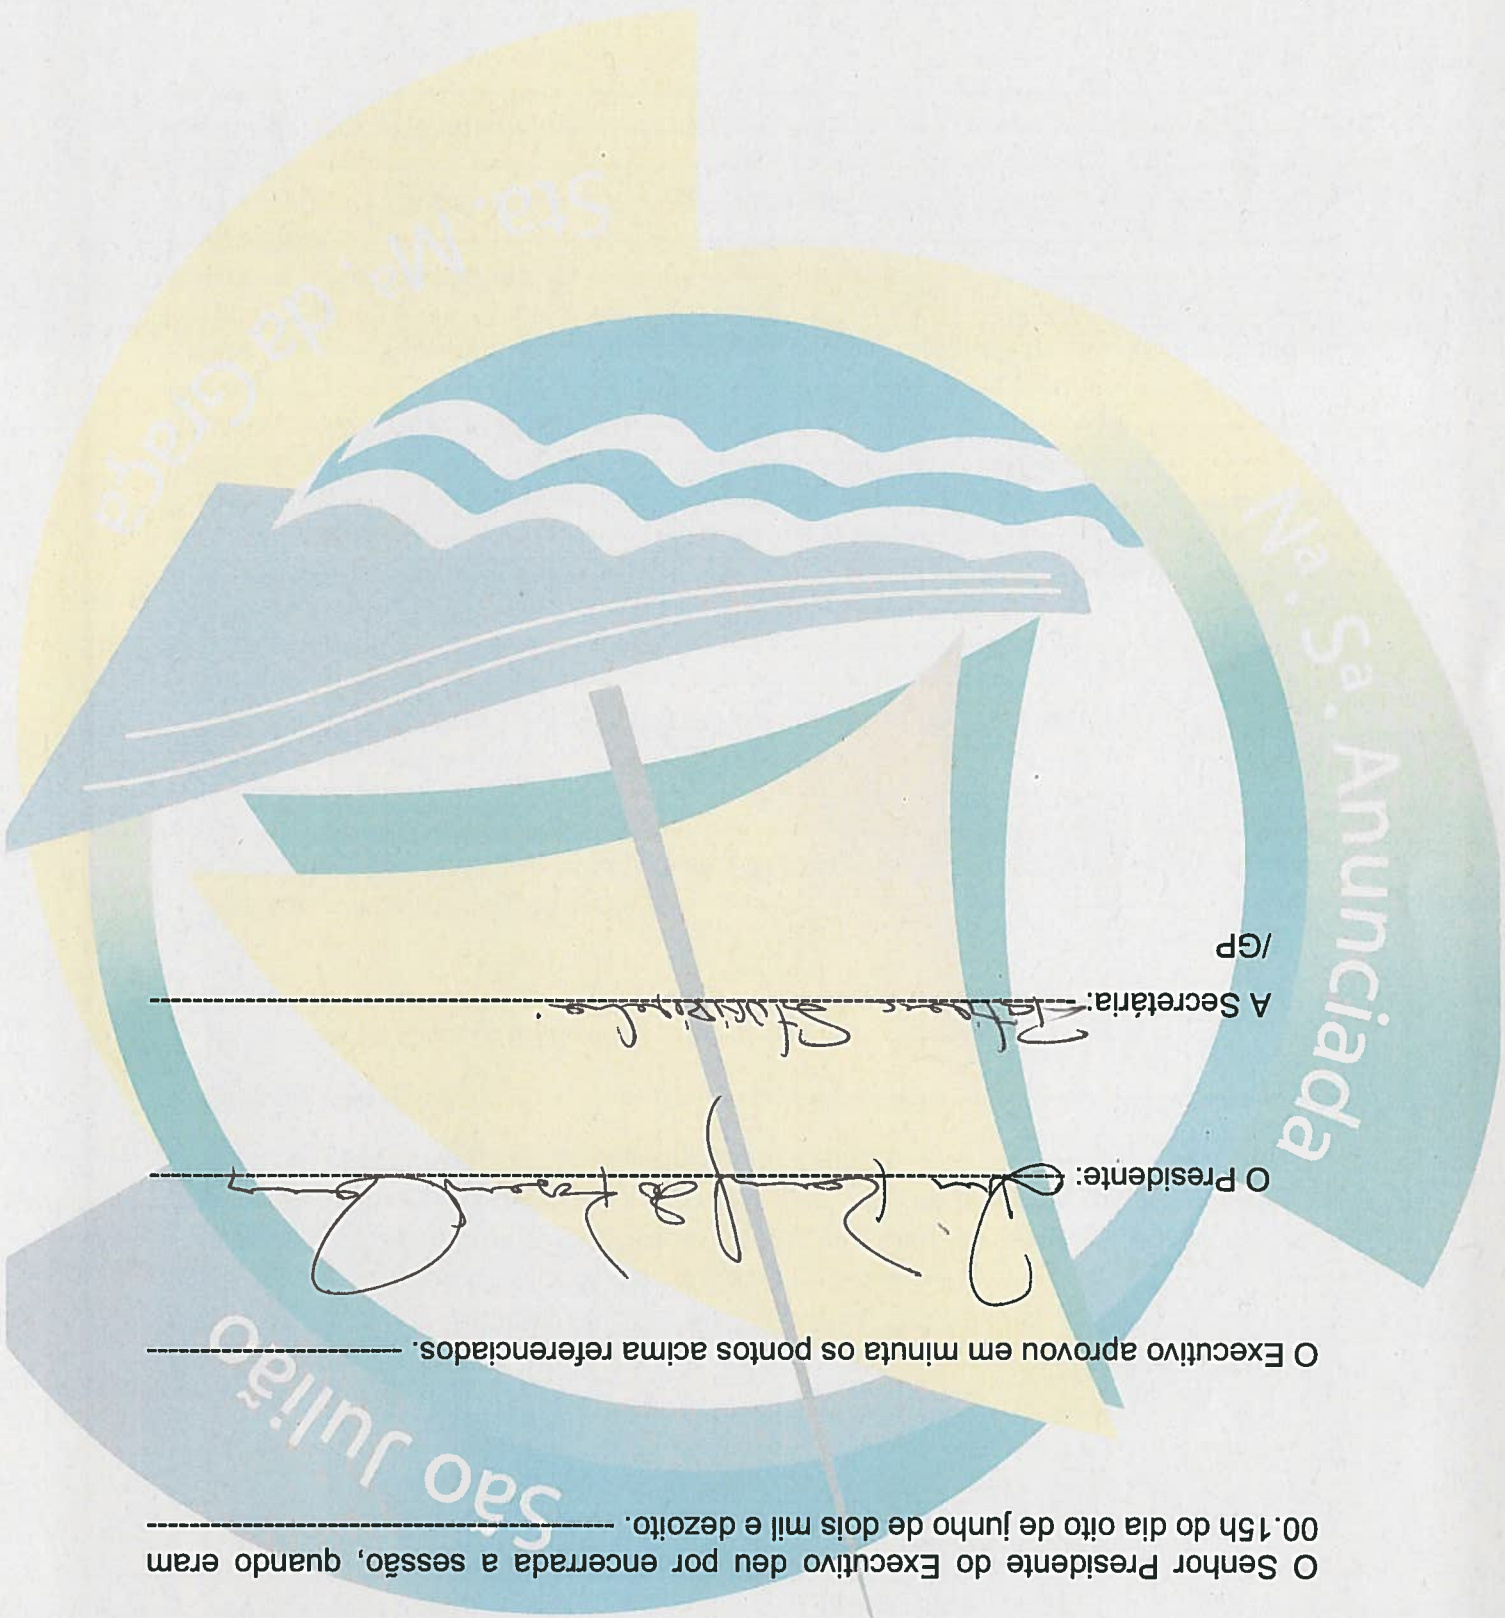 O Senhor Presidente do Executivo deu por encerrada a sessão, quando eram
00.15h do dia oito de junho de dois mil e dezoito. ------------------------------------------------
O Executivo aprovou em minuta os pontos acima referenciados. --------------------------
O Presidente: ------------------------------------------------
A Secretária: ------------------------------------------------
/GP
São Julião
Nª. Sª. Anunciada
Sta. Mª. da Graça